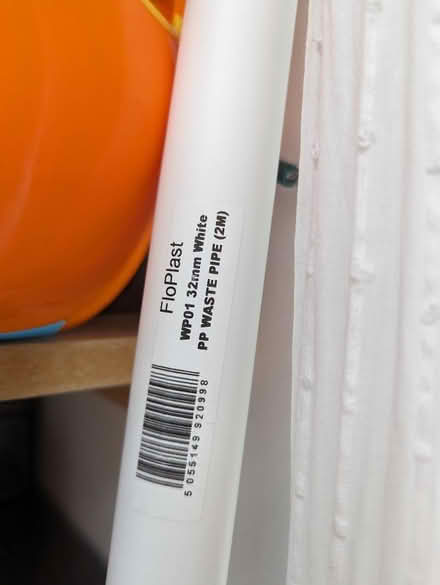 FloPlast
WP01 32mm White
PP WASTE PIPE (2M)
5 055149 920998